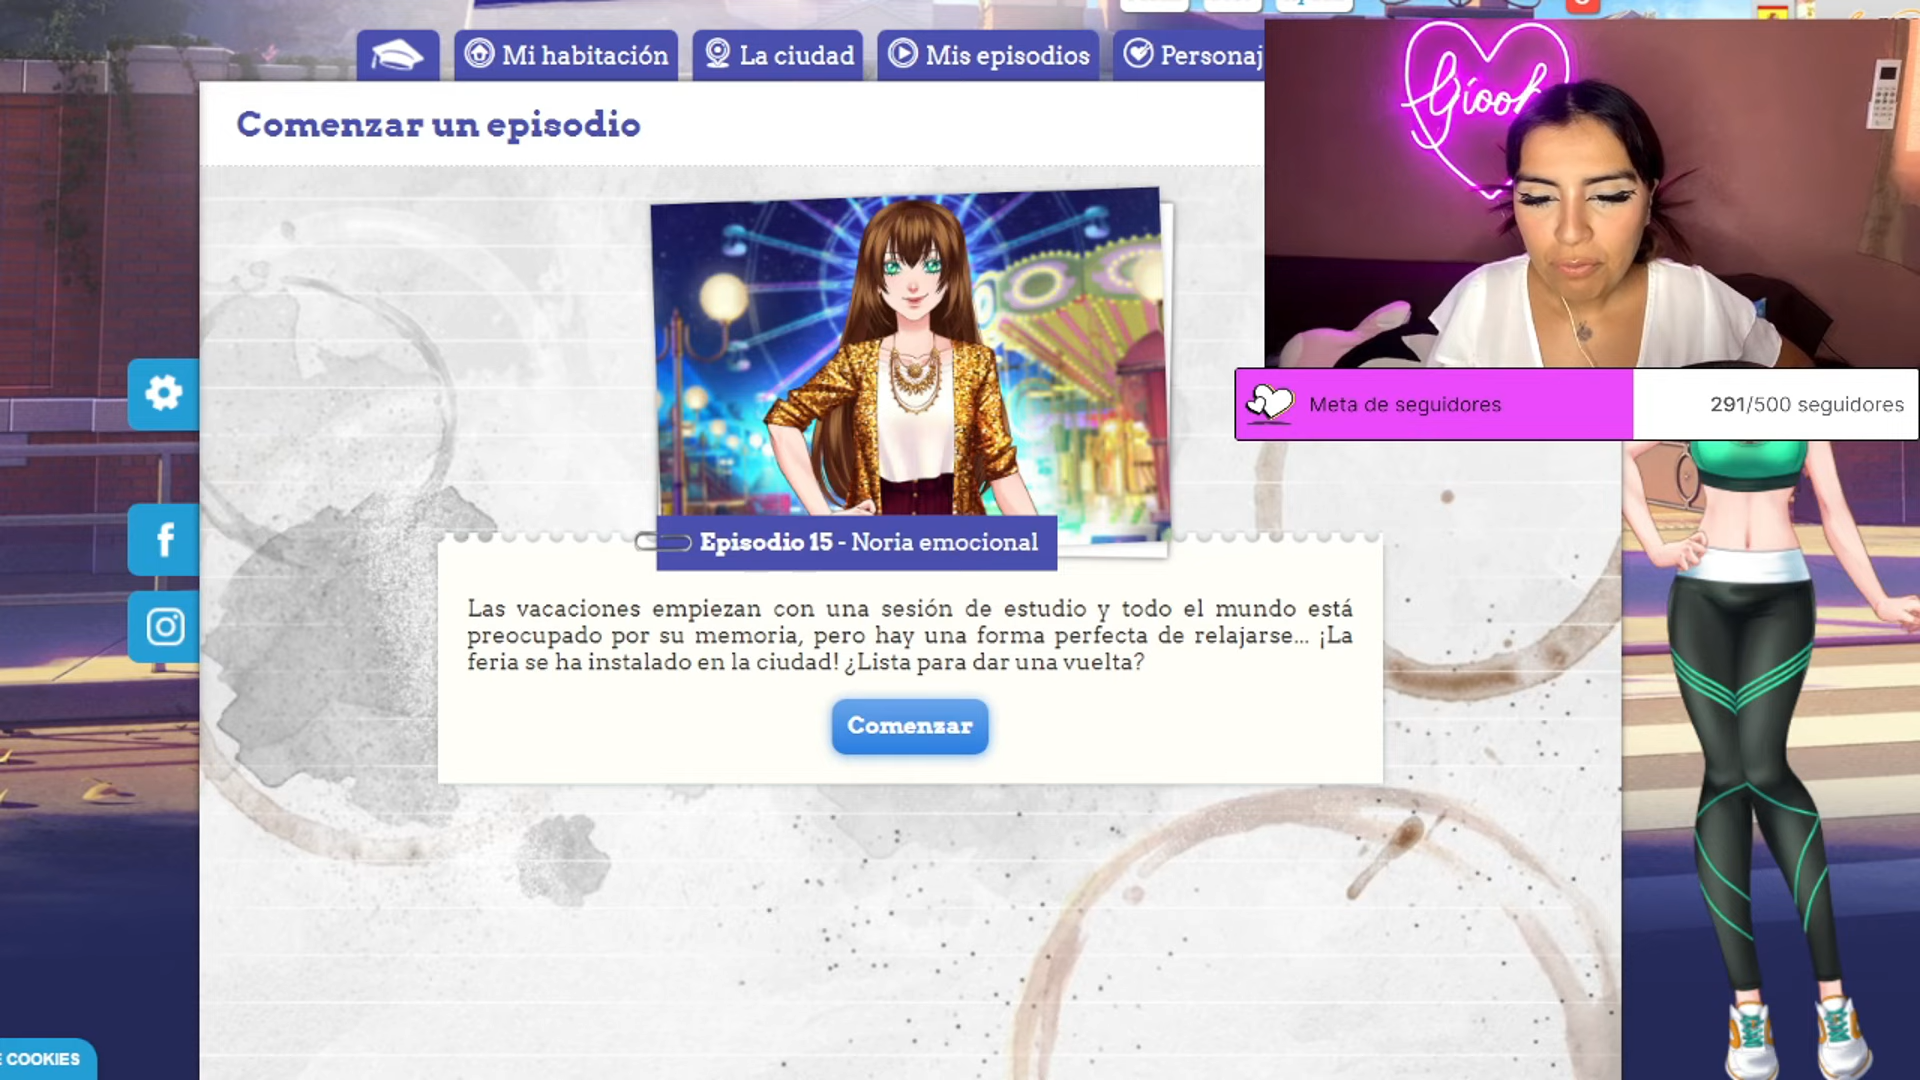 Mi habitación
La ciudad
Mis episodios
Personaj
Comenzar un episodio
Giooh
Meta de seguidores
291/500 seguidores
Episodio 15 - Noria emocional
Las vacaciones empiezan con una sesión de estudio y todo el mundo está
preocupado por su memoria, pero hay una forma perfecta de relajarse... ¡La
feria se ha instalado en la ciudad! ¿Lista para dar una vuelta?
Comenzar
E COOKIES